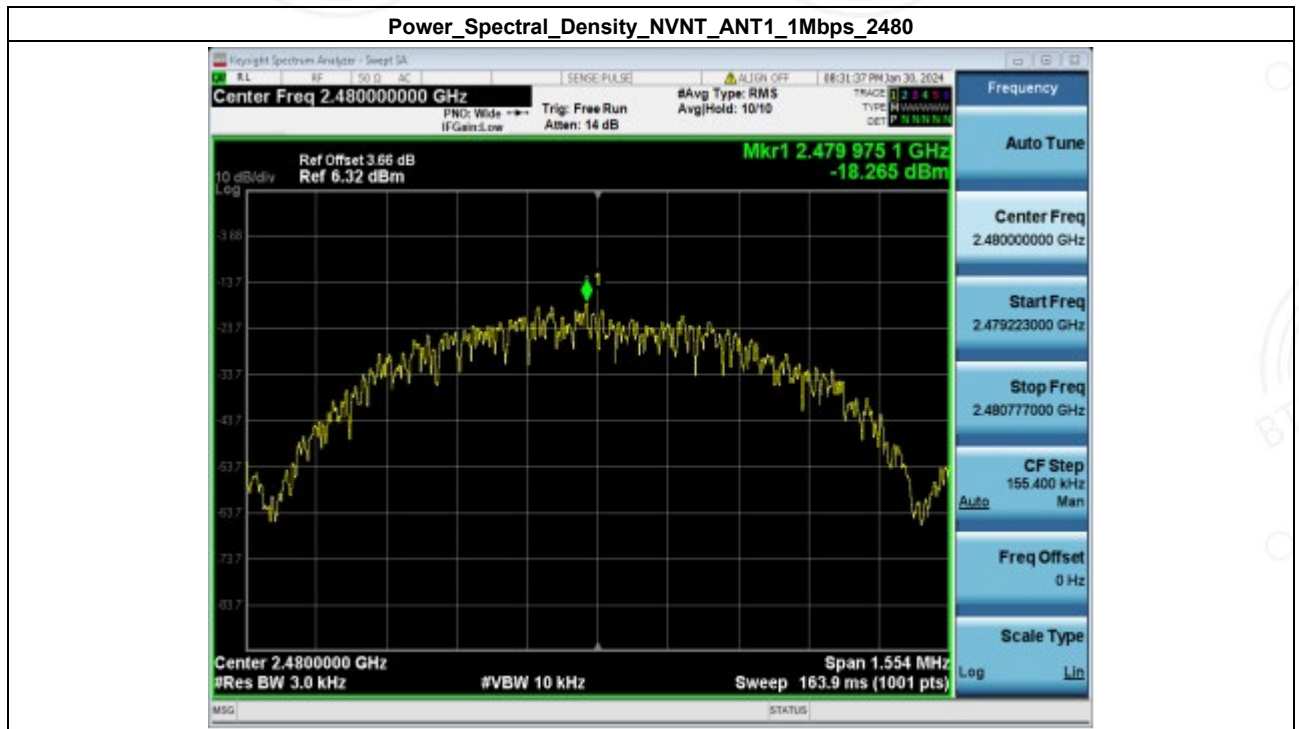 Power_Spectral_Density_NVNT_ANT1_1Mbps_2480
Keysight Spectrum Analyzer - Swept SA
RL RF 50 Ω AC SENSE:PULSE ALIGN OFF 08:31:37 PM Jan 30, 2024
Center Freq 2.480000000 GHz
PNO: Wide
IFGain:Low
Trig: Free Run
Atten: 14 dB
#Avg Type: RMS
Avg|Hold: 10/10
TRACE 1 2 3 4 5 6
TYPE M WWWWW
DET P N N N N N
Frequency
Auto Tune
Center Freq
2.480000000 GHz
Start Freq
2.479223000 GHz
Stop Freq
2.480777000 GHz
CF Step
155.400 kHz
Auto Man
Freq Offset
0 Hz
Scale Type
Log Lin
Mkr1 2.479 975 1 GHz
-18.265 dBm
Ref Offset 3.66 dB
10 dB/div Ref 6.32 dBm
Log
1
-3.68
-13.7
-23.7
-33.7
-43.7
-53.7
-63.7
-73.7
-83.7
Center 2.4800000 GHz Span 1.554 MHz
#Res BW 3.0 kHz #VBW 10 kHz Sweep 163.9 ms (1001 pts)
MSG STATUS